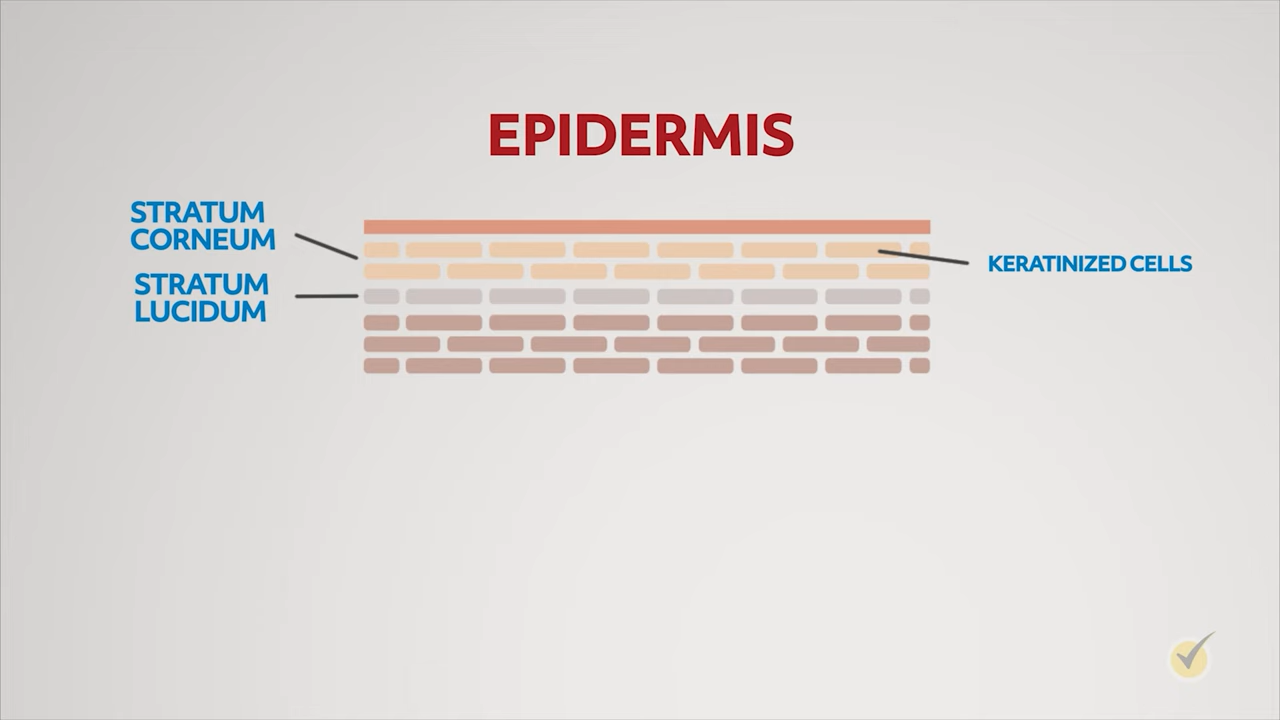 EPIDERMIS
STRATUM
CORNEUM
STRATUM
LUCIDUM
KERATINIZED CELLS